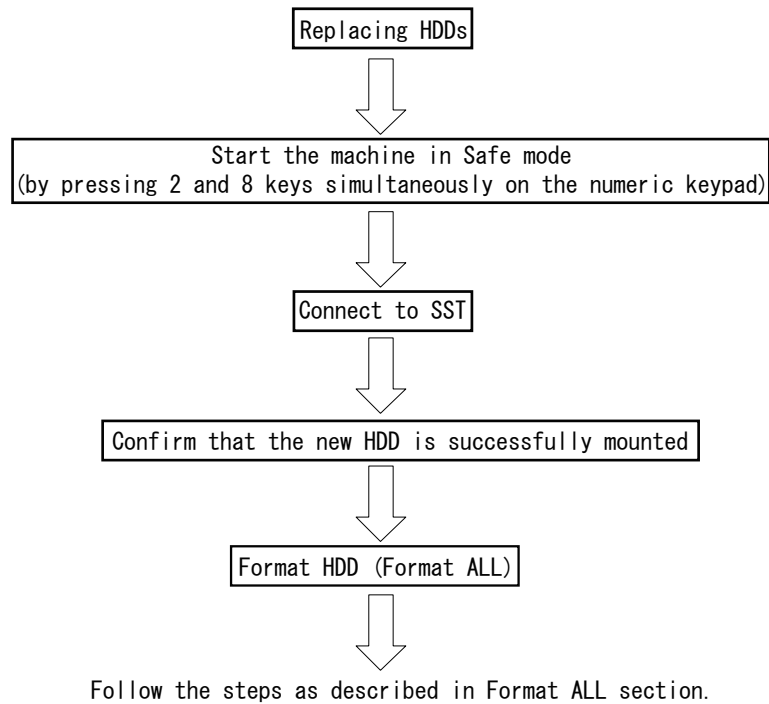 Replacing HDDs
Start the machine in Safe mode
(by pressing 2 and 8 keys simultaneously on the numeric keypad)
Connect to SST
Confirm that the new HDD is successfully mounted
Format HDD (Format ALL)
Follow the steps as described in Format ALL section.